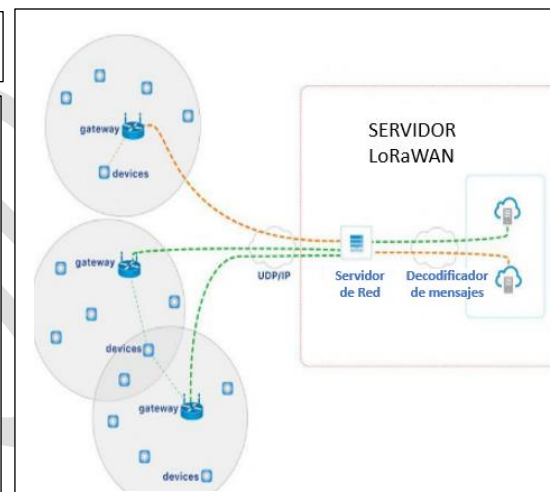 SERVIDOR
LoRaWAN
gateway
devices
gateway
UDP/IP
Servidor
de Red
Decodificador
de mensajes
devices
gateway
devices